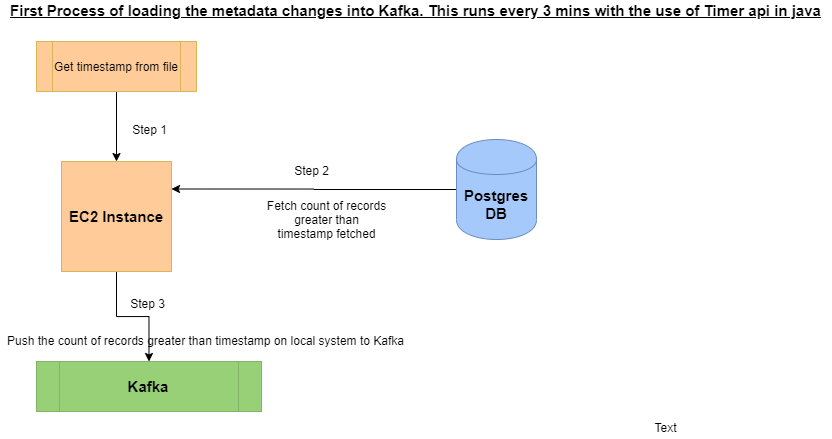 First Process of loading the metadata changes into Kafka. This runs every 3 mins with the use of Timer api in java
Get timestamp from file
Step 1
Step 2
Postgres
DB
EC2 Instance
Fetch count of records
greater than
timestamp fetched
Step 3
Push the count of records greater than timestamp on local system to Kafka
Kafka
Text